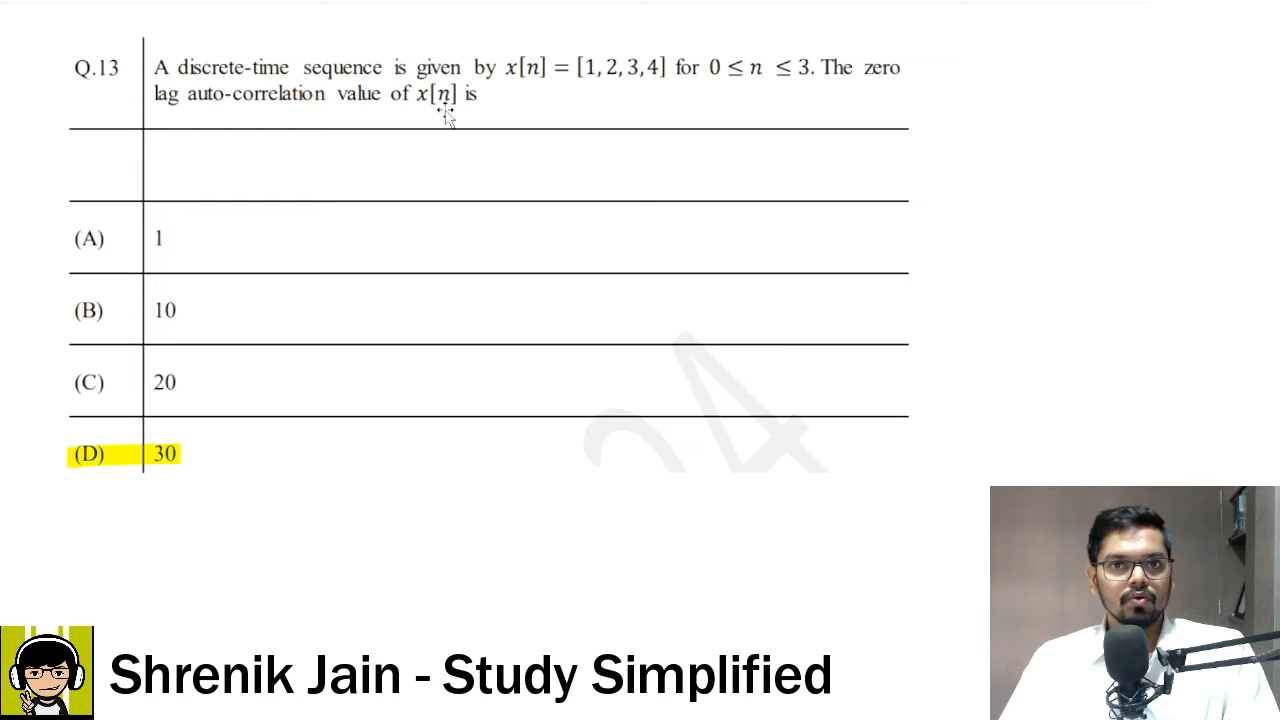 Q.13 A discrete-time sequence is given by x[n] = [1, 2, 3, 4] for 0 ≤ n ≤ 3. The zero
lag auto-correlation value of x[n] is
(A) 1
(B) 10
(C) 20
(D) 30
24
Shrenik Jain - Study Simplified